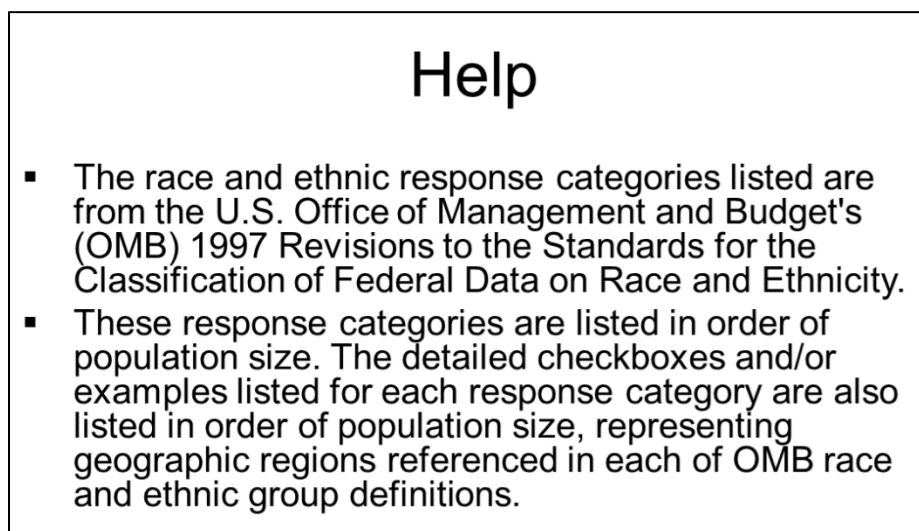 Help
▪ The race and ethnic response categories listed are
from the U.S. Office of Management and Budget's
(OMB) 1997 Revisions to the Standards for the
Classification of Federal Data on Race and Ethnicity.
▪ These response categories are listed in order of
population size. The detailed checkboxes and/or
examples listed for each response category are also
listed in order of population size, representing
geographic regions referenced in each of OMB race
and ethnic group definitions.